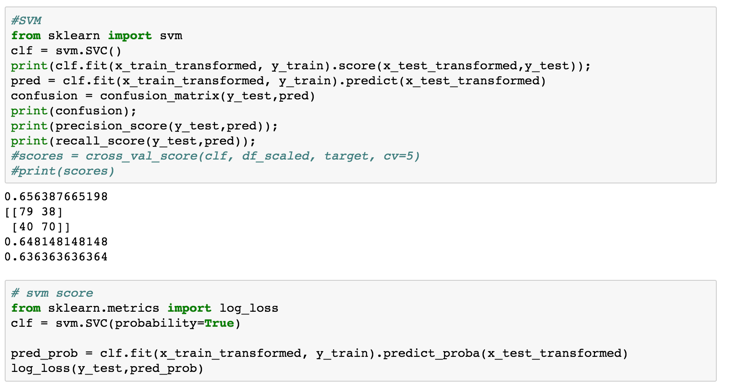 #SVM
from sklearn import svm
clf = svm.SVC()
print(clf.fit(x_train_transformed, y_train).score(x_test_transformed,y_test));
pred = clf.fit(x_train_transformed, y_train).predict(x_test_transformed)
confusion = confusion_matrix(y_test,pred)
print(confusion);
print(precision_score(y_test,pred));
print(recall_score(y_test,pred));
#scores = cross_val_score(clf, df_scaled, target, cv=5)
#print(scores)
0.656387665198
[[79 38]
 [40 70]]
0.648148148148
0.636363636364
# svm score
from sklearn.metrics import log_loss
clf = svm.SVC(probability=True)
pred_prob = clf.fit(x_train_transformed, y_train).predict_proba(x_test_transformed)
log_loss(y_test,pred_prob)